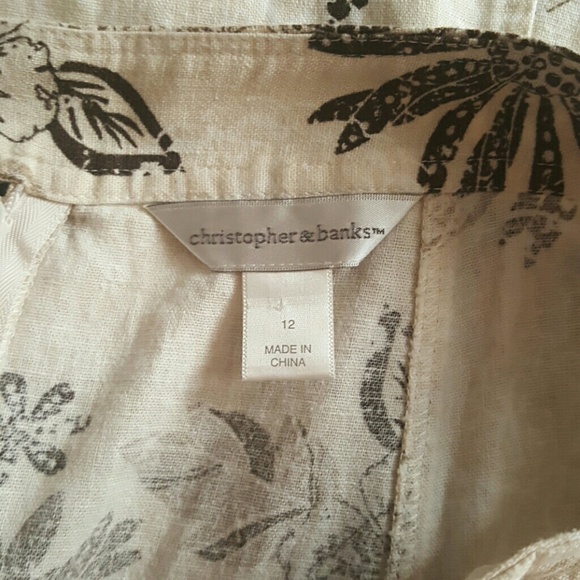 christopher & banks™
12
MADE IN
CHINA